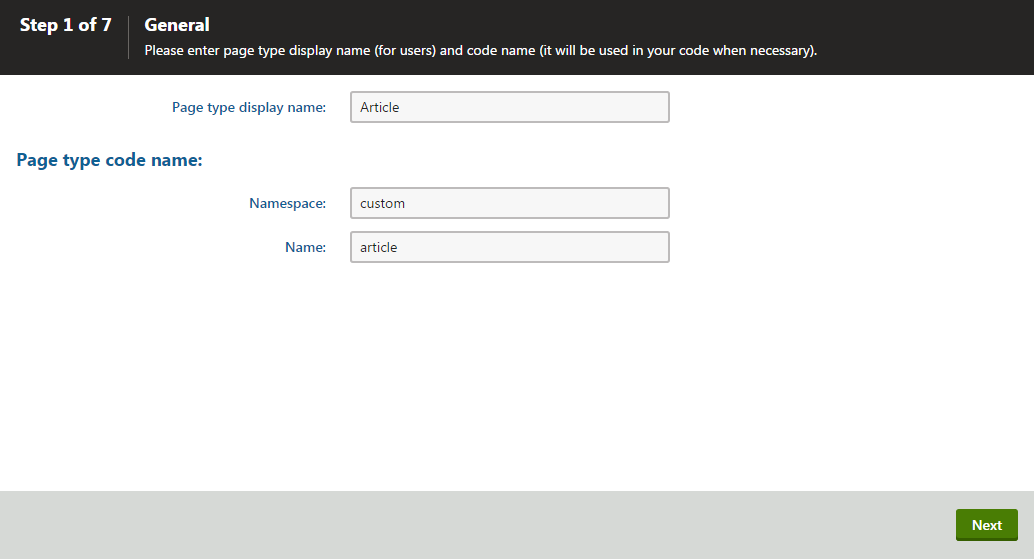 Step 1 of 7
General
Please enter page type display name (for users) and code name (it will be used in your code when necessary).
Page type display name: Article
Page type code name:
Namespace: custom
Name: article
Next